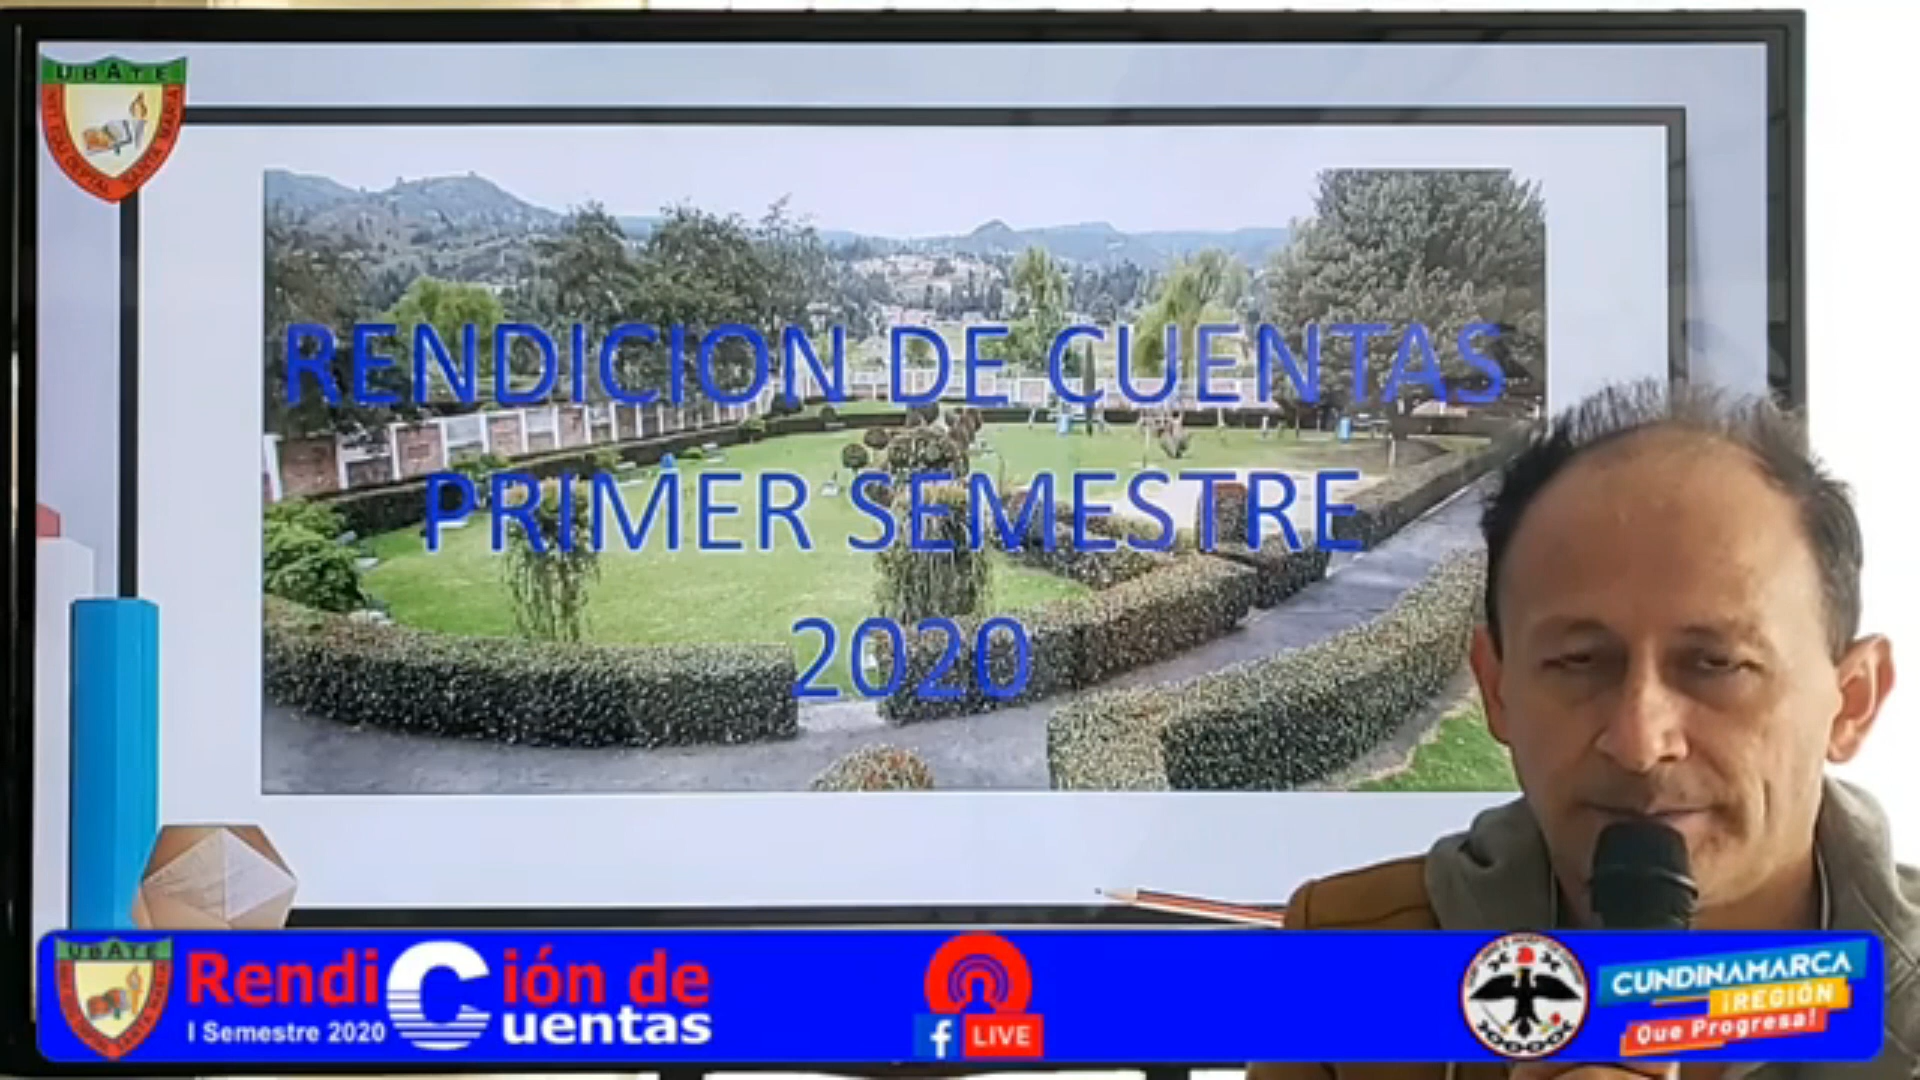 UBATE
RENDICION DE CUENTAS
PRIMER SEMESTRE
2020
UBATE
Rendición de
Cuentas
I Semestre 2020
f LIVE
CUNDINAMARCA
¡REGIÓN
Que Progresa!